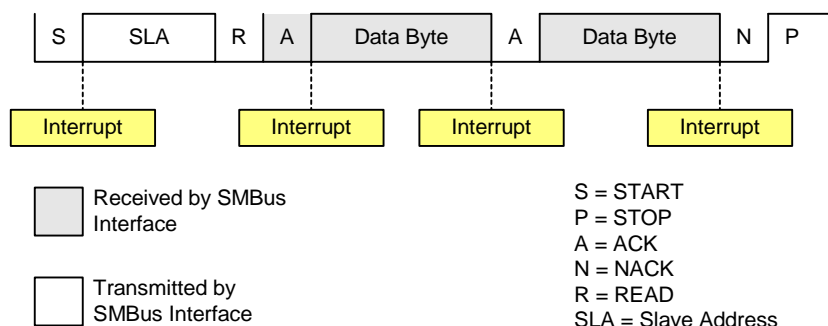 S SLA R A Data Byte A Data Byte N P
Interrupt Interrupt Interrupt Interrupt
Received by SMBus
Interface
Transmitted by
SMBus Interface
S = START
P = STOP
A = ACK
N = NACK
R = READ
SLA = Slave Address